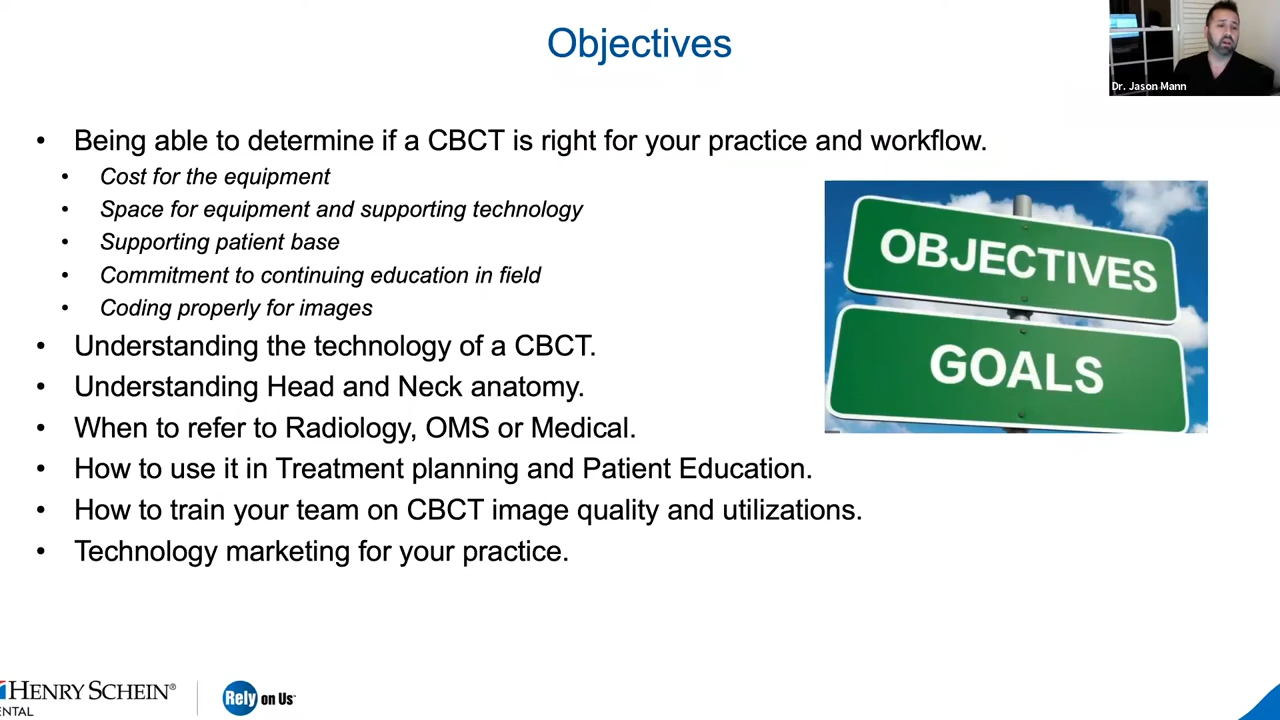 Objectives
Dr. Jason Mann
• Being able to determine if a CBCT is right for your practice and workflow.
• Cost for the equipment
• Space for equipment and supporting technology
• Supporting patient base
• Commitment to continuing education in field
• Coding properly for images
• Understanding the technology of a CBCT.
• Understanding Head and Neck anatomy.
• When to refer to Radiology, OMS or Medical.
• How to use it in Treatment planning and Patient Education.
• How to train your team on CBCT image quality and utilizations.
• Technology marketing for your practice.
OBJECTIVES
GOALS
HENRY SCHEIN®
ENTAL
Rely on Us™